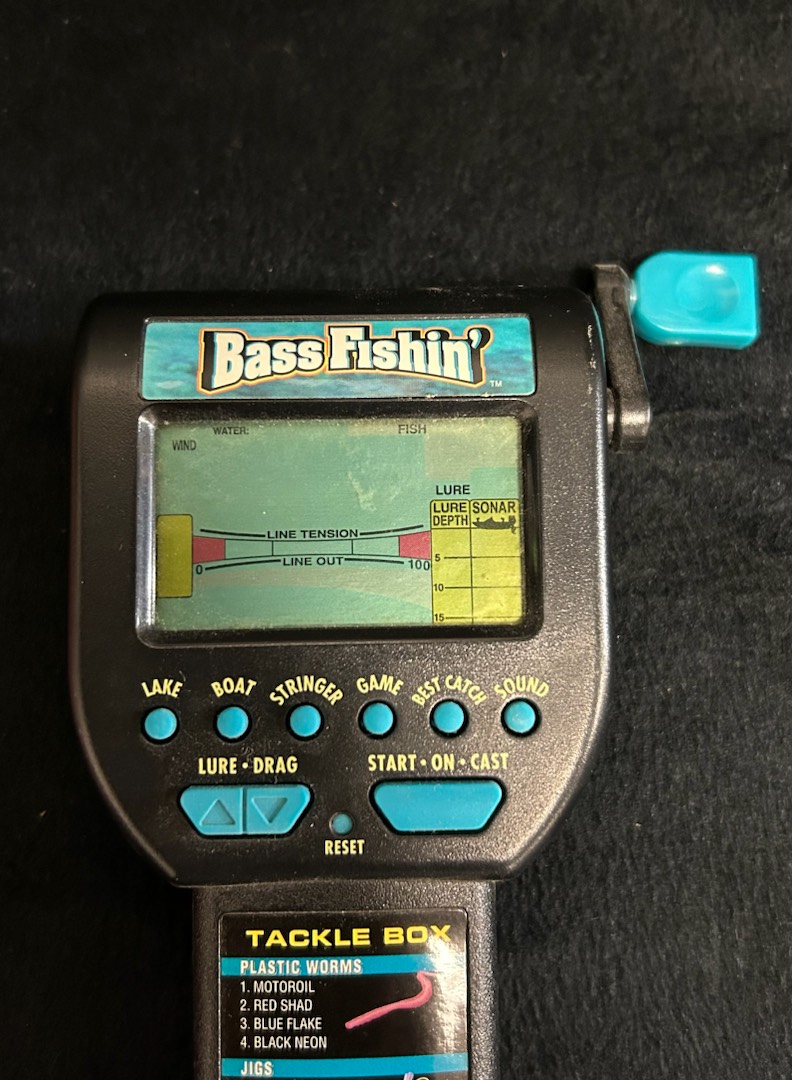 Bass Fishin'™
WATER: FISH
WIND
LURE
LURE DEPTH SONAR
LINE TENSION
LINE OUT
0 100
5
10
15
LAKE BOAT STRINGER GAME BEST CATCH SOUND
LURE • DRAG START • ON • CAST
RESET
TACKLE BOX
PLASTIC WORMS
1. MOTOROIL
2. RED SHAD
3. BLUE FLAKE
4. BLACK NEON
JIGS